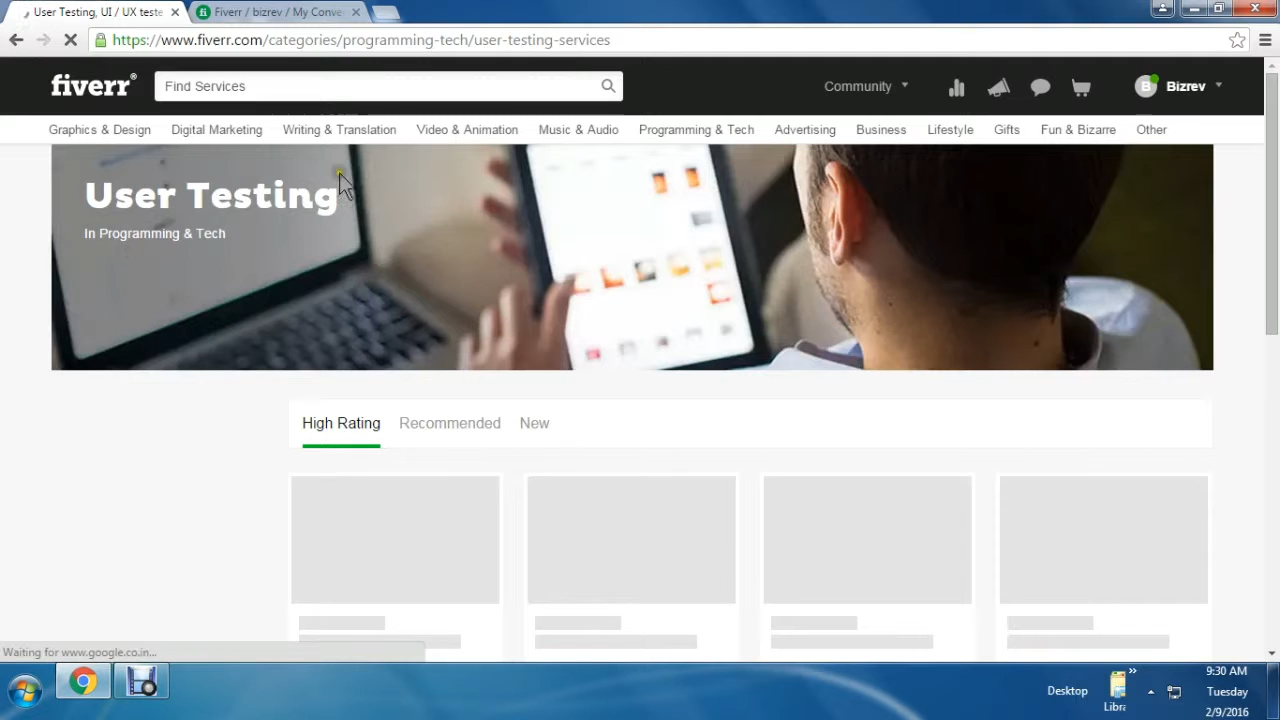 User Testing, UI / UX teste
Fiverr / bizrev / My Conve
https://www.fiverr.com/categories/programming-tech/user-testing-services
fiverr®
Find Services
Community
B
Bizrev
Graphics & Design
Digital Marketing
Writing & Translation
Video & Animation
Music & Audio
Programming & Tech
Advertising
Business
Lifestyle
Gifts
Fun & Bizarre
Other
User Testing
In Programming & Tech
High Rating
Recommended
New
Waiting for www.google.co.in...
Desktop
Libra
9:30 AM
Tuesday
2/9/2016